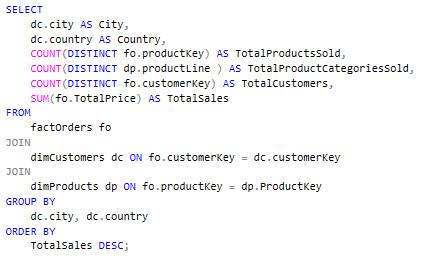 SELECT
dc.city AS City,
dc.country AS Country,
COUNT(DISTINCT fo.productKey) AS TotalProductsSold,
COUNT(DISTINCT dp.productLine ) AS TotalProductCategoriesSold,
COUNT(DISTINCT fo.customerKey) AS TotalCustomers,
SUM(fo.TotalPrice) AS TotalSales
FROM
factOrders fo
JOIN
dimCustomers dc ON fo.customerKey = dc.customerKey
JOIN
dimProducts dp ON fo.productKey = dp.ProductKey
GROUP BY
dc.city, dc.country
ORDER BY
TotalSales DESC;